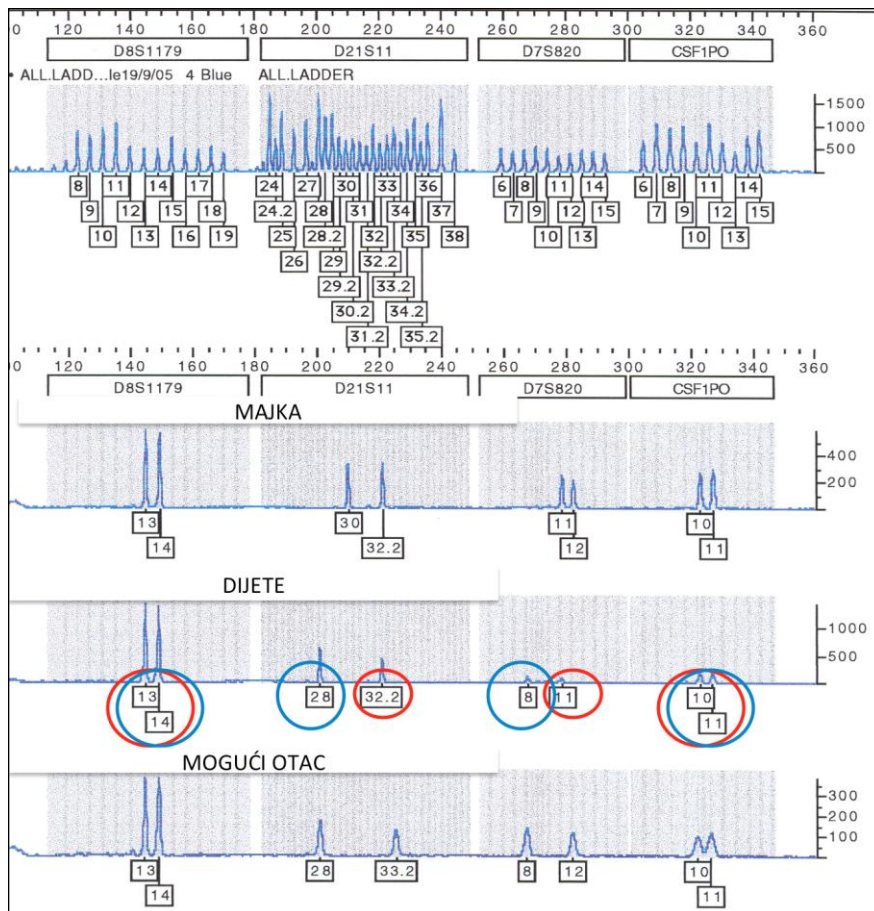 00 120 140 160 180 200 220 240 260 280 300 320 340 360
D8S1179 D21S11 D7S820 CSF1PO
• ALL.LADD...le19/9/05 4 Blue ALL.LADDER
1500
1000
500
8 11 14 17 24 27 30 33 36 6 8 11 14 6 8 11 14
9 12 15 18 24.2 28 31 34 37 7 9 12 15 7 9 12 15
10 13 16 19 25 28.2 32 35 38 10 13 10 13
26 29 32.2
29.2 33.2
30.2 34.2
31.2 35.2
00 120 140 160 180 200 220 240 260 280 300 320 340 360
D8S1179 D21S11 D7S820 CSF1PO
MAJKA
400
200
13 30 11 10
14 32.2 12 11
DIJETE
1000
500
13 28 32.2 8 11 10
14 11
MOGUĆI OTAC
300
200
100
13 28 33.2 8 12 10
14 11